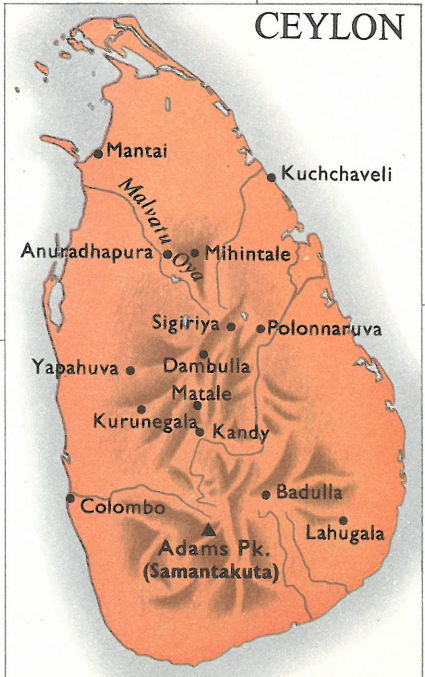 CEYLON
Mantai
Kuchchaveli
Malvatu Oya
Anuradhapura
Mihintale
Sigiriya
Polonnaruva
Yapahuva
Dambulla
Matale
Kurunegala
Kandy
Badulla
Colombo
Lahugala
Adams Pk.
(Samantakuta)